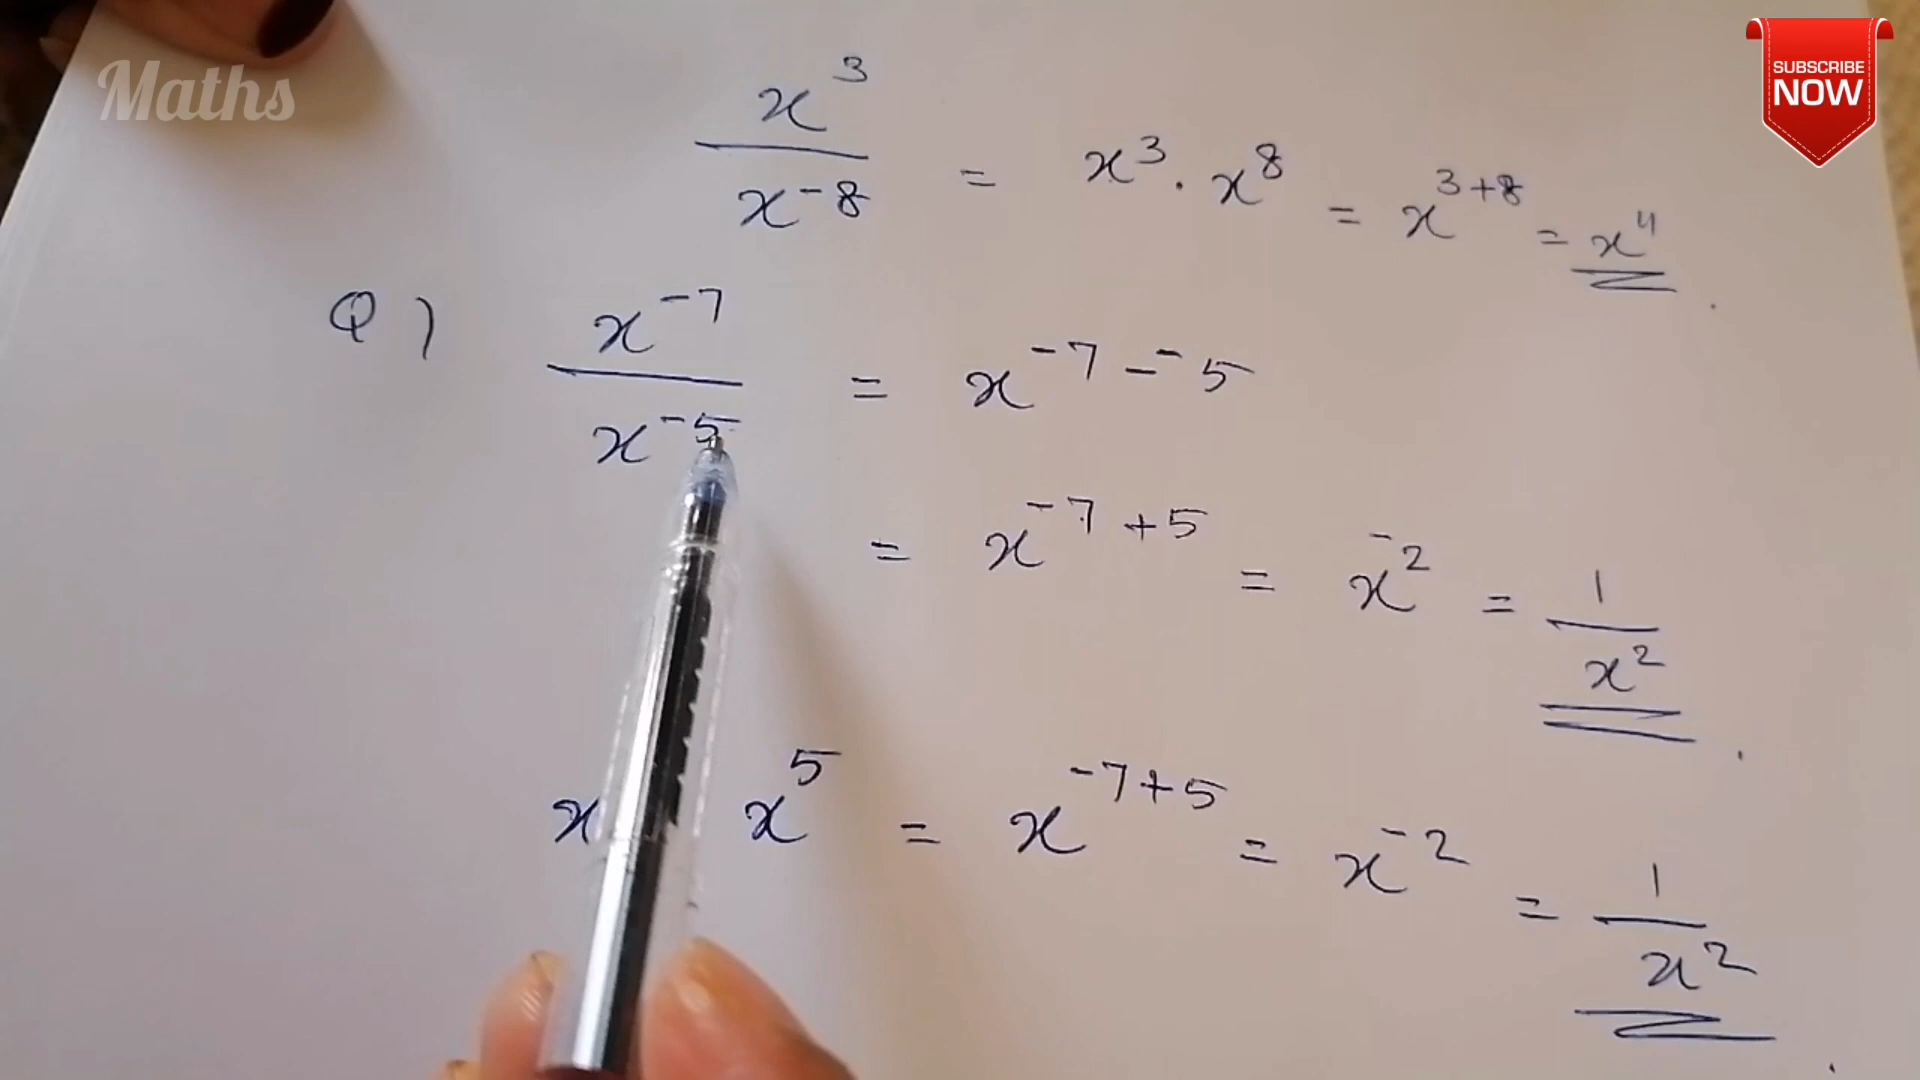 Maths
SUBSCRIBE
NOW
x^3 / x^-8 = x^3 · x^8 = x^3+8 = x^11
Q) x^-7 / x^-5 = x^-7--5
= x^-7+5 = x^-2 = 1 / x^2
x x^5 = x^-7+5 = x^-2 = 1 / x^2